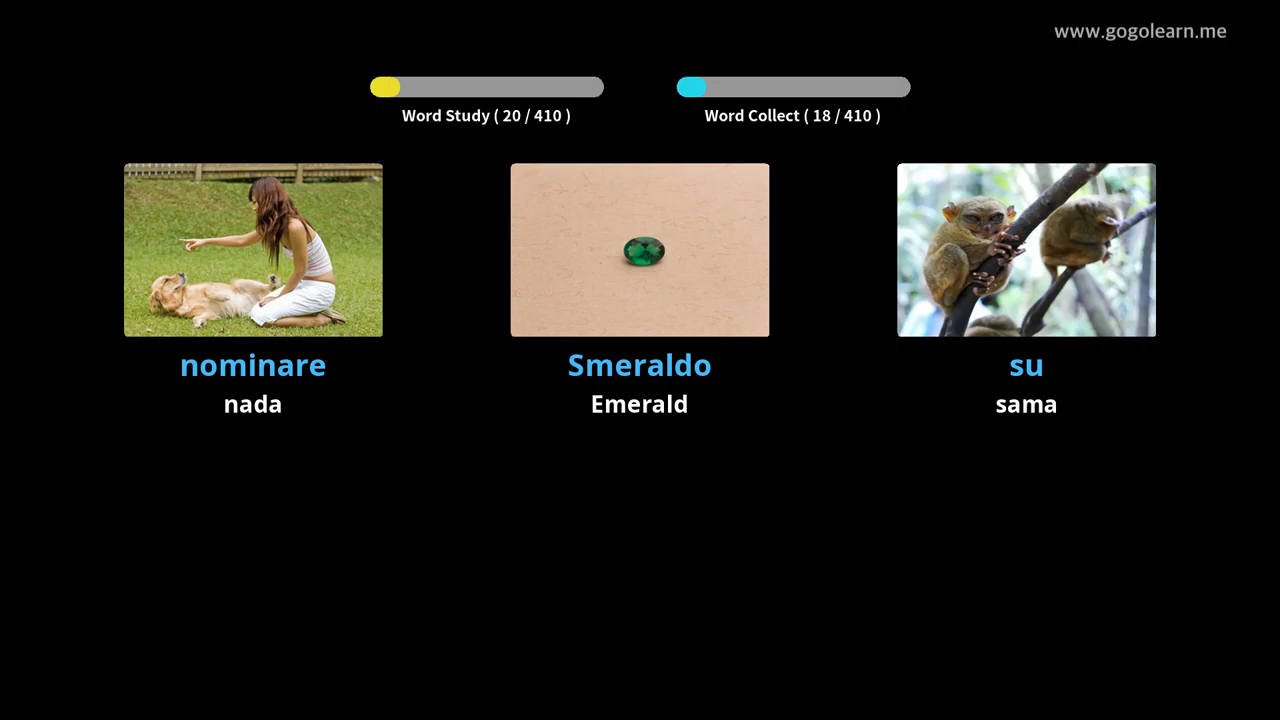 www.gogolearn.me
Word Study ( 20 / 410 )
Word Collect ( 18 / 410 )
nominare
nada
Smeraldo
Emerald
su
sama